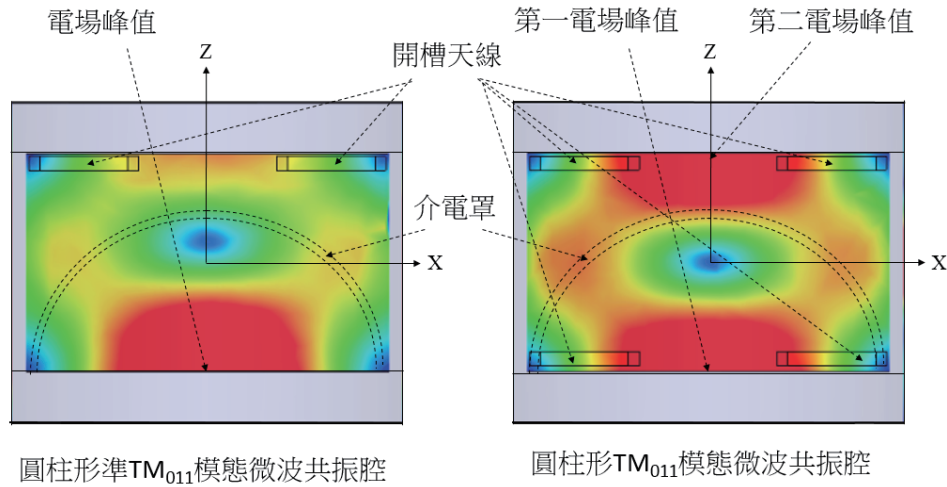 電場峰值
第一電場峰值
第二電場峰值
Z
開槽天線
Z
介電罩
X
X
圓柱形準TM₀₁₁模態微波共振腔
圓柱形TM₀₁₁模態微波共振腔